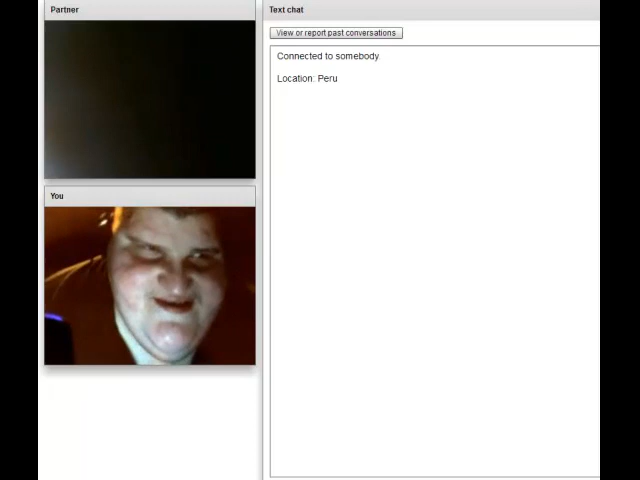 Partner
Text chat
View or report past conversations
Connected to somebody
Location: Peru
You